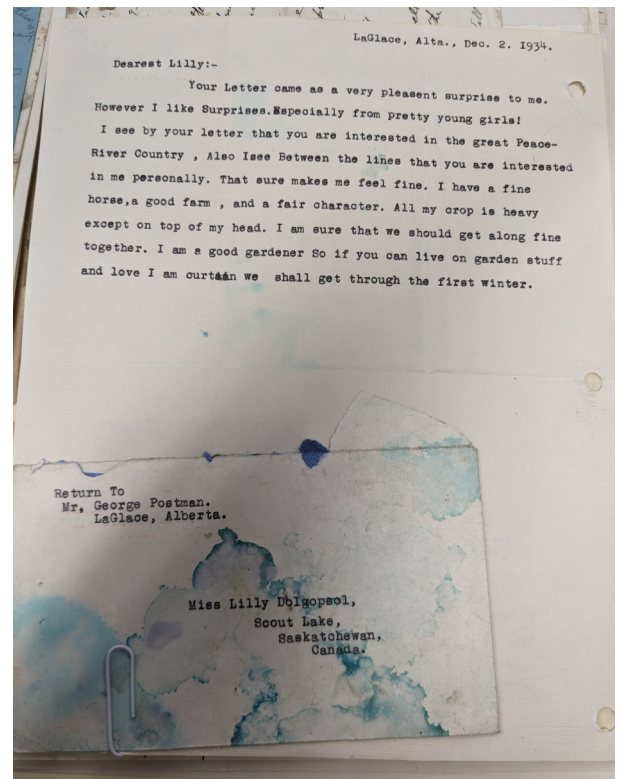 LaGlace, Alta., Dec. 2. 1934.
Dearest Lilly:-
Your Letter came as a very pleasent surprise to me.
However I like Surprises.Especially from pretty young girls!
I see by your letter that you are interested in the great Peace-
River Country , Also Isee Between the lines that you are interested
in me personally. That sure makes me feel fine. I have a fine
horse,a good farm , and a fair character. All my crop is heavy
except on top of my head. I am sure that we should get along fine
together. I am a good gardener So if you can live on garden stuff
and love I am curtain we shall get through the first winter.
Return To
Mr, George Postman.
LaGlace, Alberta.
Miss Lilly Dolgopsol,
Scout Lake,
Saskatchewan,
Canada.